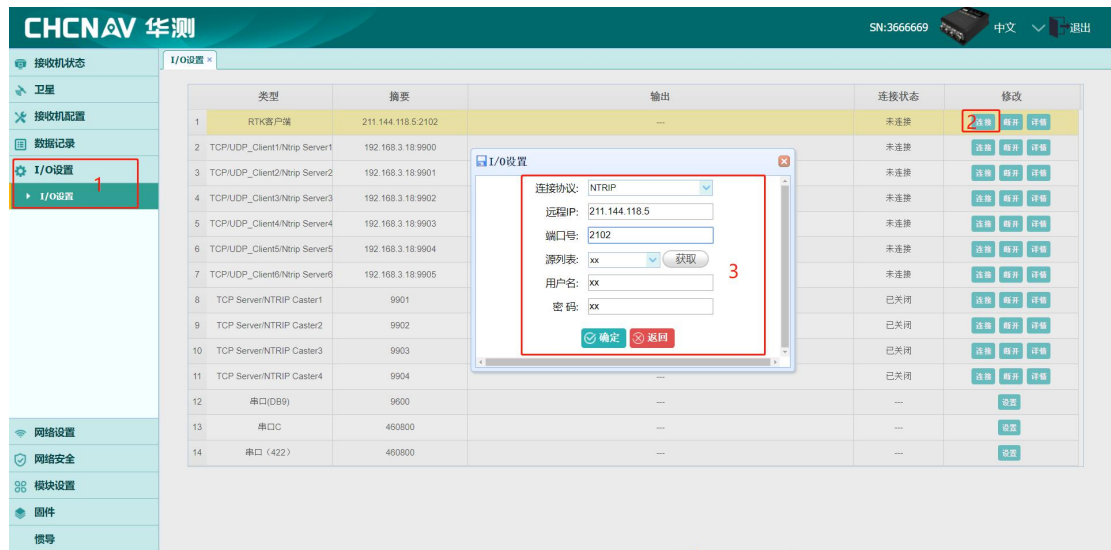 CHCNAV 华测
SN:3666669 中文 退出
接收机状态
卫星
接收机配置
数据记录
I/O设置
1
I/O设置
网络设置
网络安全
模块设置
固件
惯导
I/O设置 ×
类型 摘要 输出 连接状态 修改
1 RTK客户端 211.144.118.5:2102 --- 未连接 2 连接 断开 详情
2 TCP/UDP_Client1/Ntrip Server1 192.168.3.18:9900 未连接 连接 断开 详情
3 TCP/UDP_Client2/Ntrip Server2 192.168.3.18:9901 未连接 连接 断开 详情
4 TCP/UDP_Client3/Ntrip Server3 192.168.3.18:9902 未连接 连接 断开 详情
5 TCP/UDP_Client4/Ntrip Server4 192.168.3.18:9903 未连接 连接 断开 详情
6 TCP/UDP_Client5/Ntrip Server5 192.168.3.18:9904 未连接 连接 断开 详情
7 TCP/UDP_Client6/Ntrip Server6 192.168.3.18:9905 未连接 连接 断开 详情
8 TCP Server/NTRIP Caster1 9901 已关闭 连接 断开 详情
9 TCP Server/NTRIP Caster2 9902 已关闭 连接 断开 详情
10 TCP Server/NTRIP Caster3 9903 已关闭 连接 断开 详情
11 TCP Server/NTRIP Caster4 9904 --- 已关闭 连接 断开 详情
12 串口(DB9) 9600 --- --- 设置
13 串口C 460800 --- --- 设置
14 串口（422） 460800 --- --- 设置
I/O设置
连接协议: NTRIP
远程IP: 211.144.118.5
端口号: 2102
源列表: xx 获取
3
用户名: xx
密 码: xx
确定 返回